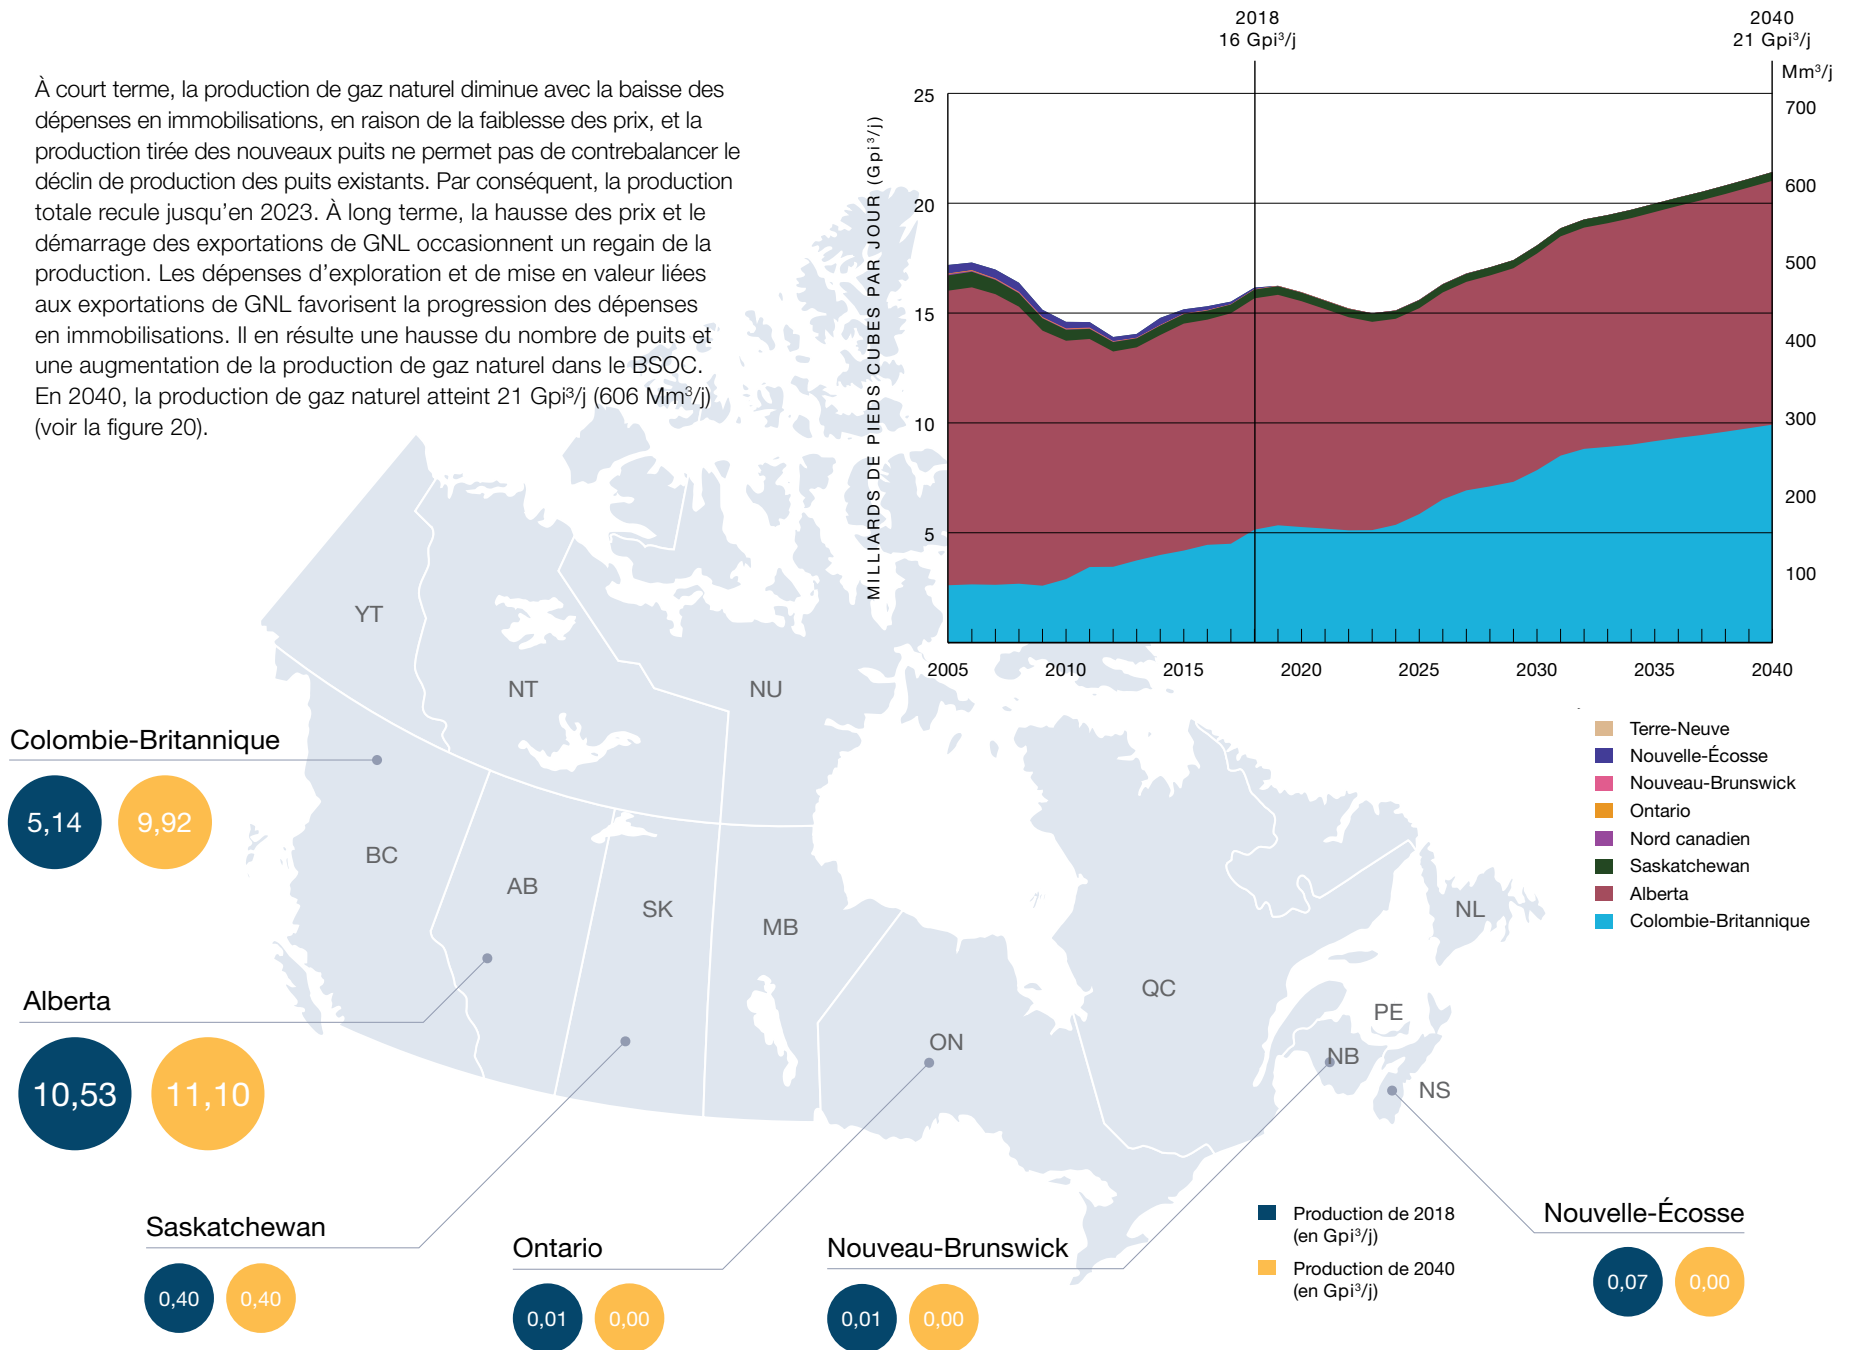 À court terme, la production de gaz naturel diminue avec la baisse des
dépenses en immobilisations, en raison de la faiblesse des prix, et la
production tirée des nouveaux puits ne permet pas de contrebalancer le
déclin de production des puits existants. Par conséquent, la production
totale recule jusqu'en 2023. À long terme, la hausse des prix et le
démarrage des exportations de GNL occasionnent un regain de la
production. Les dépenses d'exploration et de mise en valeur liées
aux exportations de GNL favorisent la progression des dépenses
en immobilisations. Il en résulte une hausse du nombre de puits et
une augmentation de la production de gaz naturel dans le BSOC.
En 2040, la production de gaz naturel atteint 21 Gpi³/j (606 Mm³/j)
(voir la figure 20).
2018
16 Gpi³/j
2040
21 Gpi³/j
Mm³/j
MILLIARDS DE PIEDS CUBES PAR JOUR (Gpi³/j)
25
20
15
10
5
700
600
500
400
300
200
100
2005
2010
2015
2020
2025
2030
2035
2040
Terre-Neuve
Nouvelle-Écosse
Nouveau-Brunswick
Ontario
Nord canadien
Saskatchewan
Alberta
Colombie-Britannique
YT
NT
NU
BC
AB
SK
MB
ON
QC
NL
PE
NB
NS
Colombie-Britannique
5,14
9,92
Alberta
10,53
11,10
Saskatchewan
0,40
0,40
Ontario
0,01
0,00
Nouveau-Brunswick
0,01
0,00
Production de 2018
(en Gpi³/j)
Production de 2040
(en Gpi³/j)
Nouvelle-Écosse
0,07
0,00